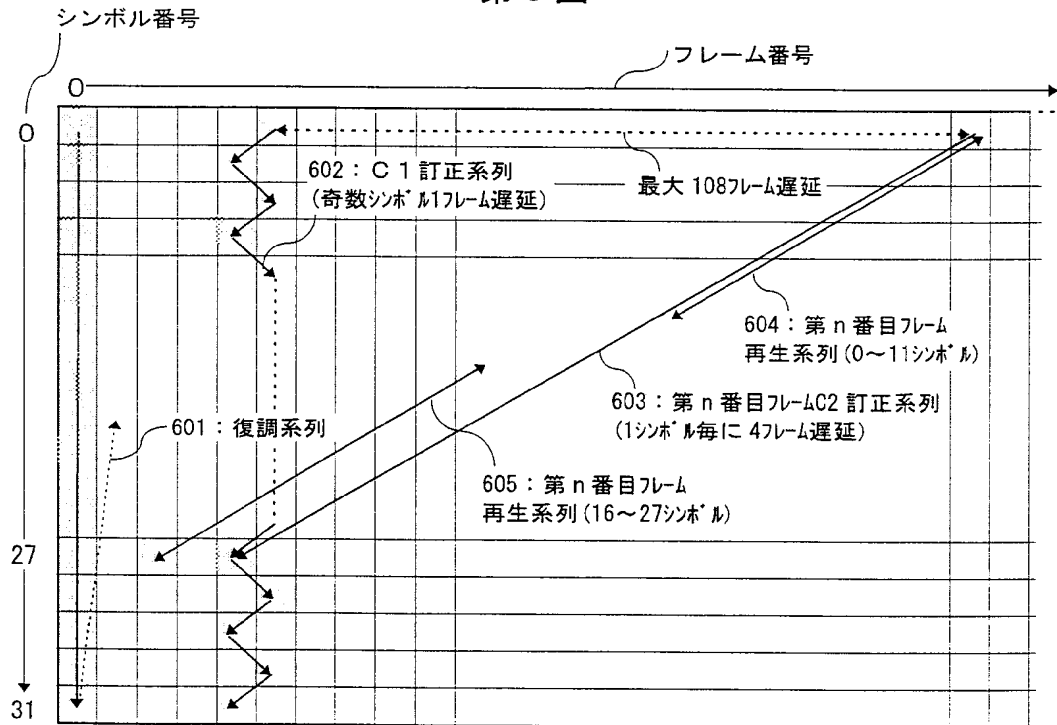 シンボル番号
フレーム番号
0
0
602：C1訂正系列
(奇数シンボル1フレーム遅延)
最大108フレーム遅延
604：第n番目フレーム
再生系列(0～11シンボル)
603：第n番目フレームC2訂正系列
(1シンボル毎に4フレーム遅延)
601：復調系列
605：第n番目フレーム
再生系列(16～27シンボル)
27
31